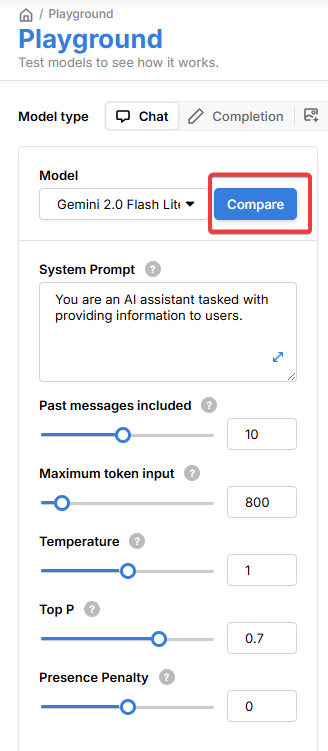 / Playground
Playground
Test models to see how it works.
Model type
Chat
Completion
Model
Gemini 2.0 Flash Lite
Compare
System Prompt ?
You are an AI assistant tasked with
providing information to users.
Past messages included ?
10
Maximum token input ?
800
Temperature ?
1
Top P ?
0.7
Presence Penalty ?
0